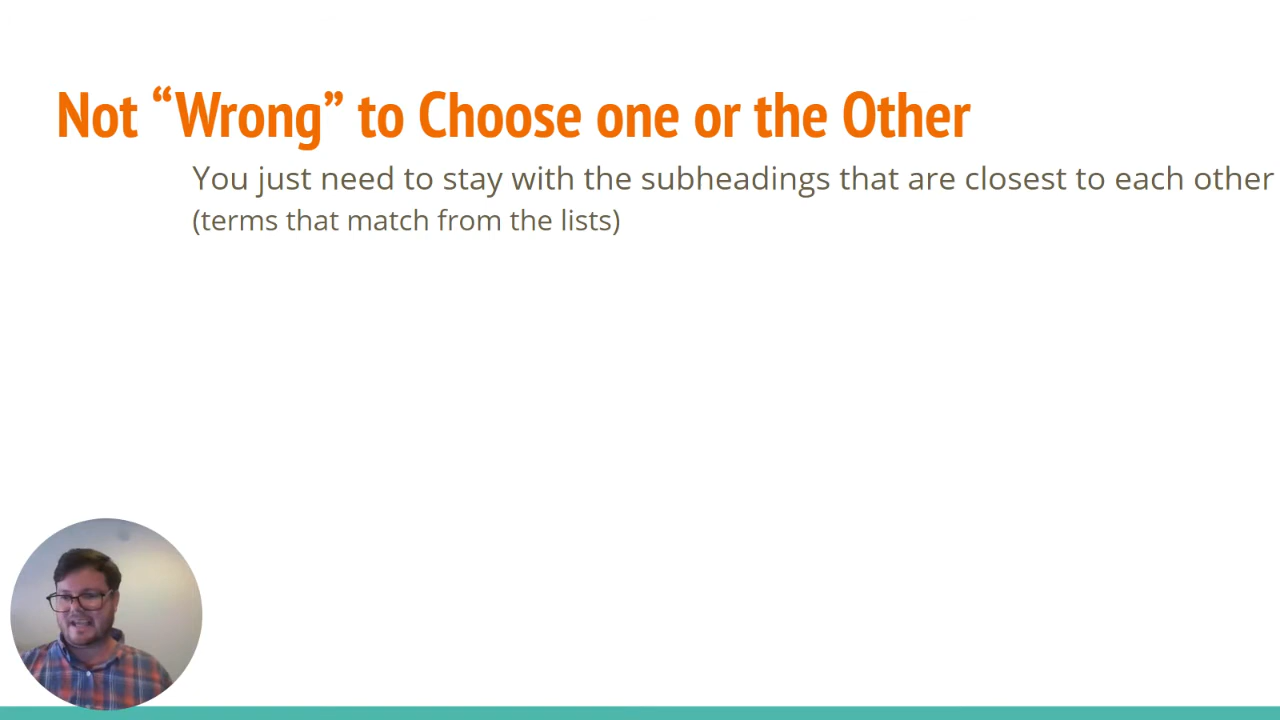 Not “Wrong” to Choose one or the Other
You just need to stay with the subheadings that are closest to each other
(terms that match from the lists)